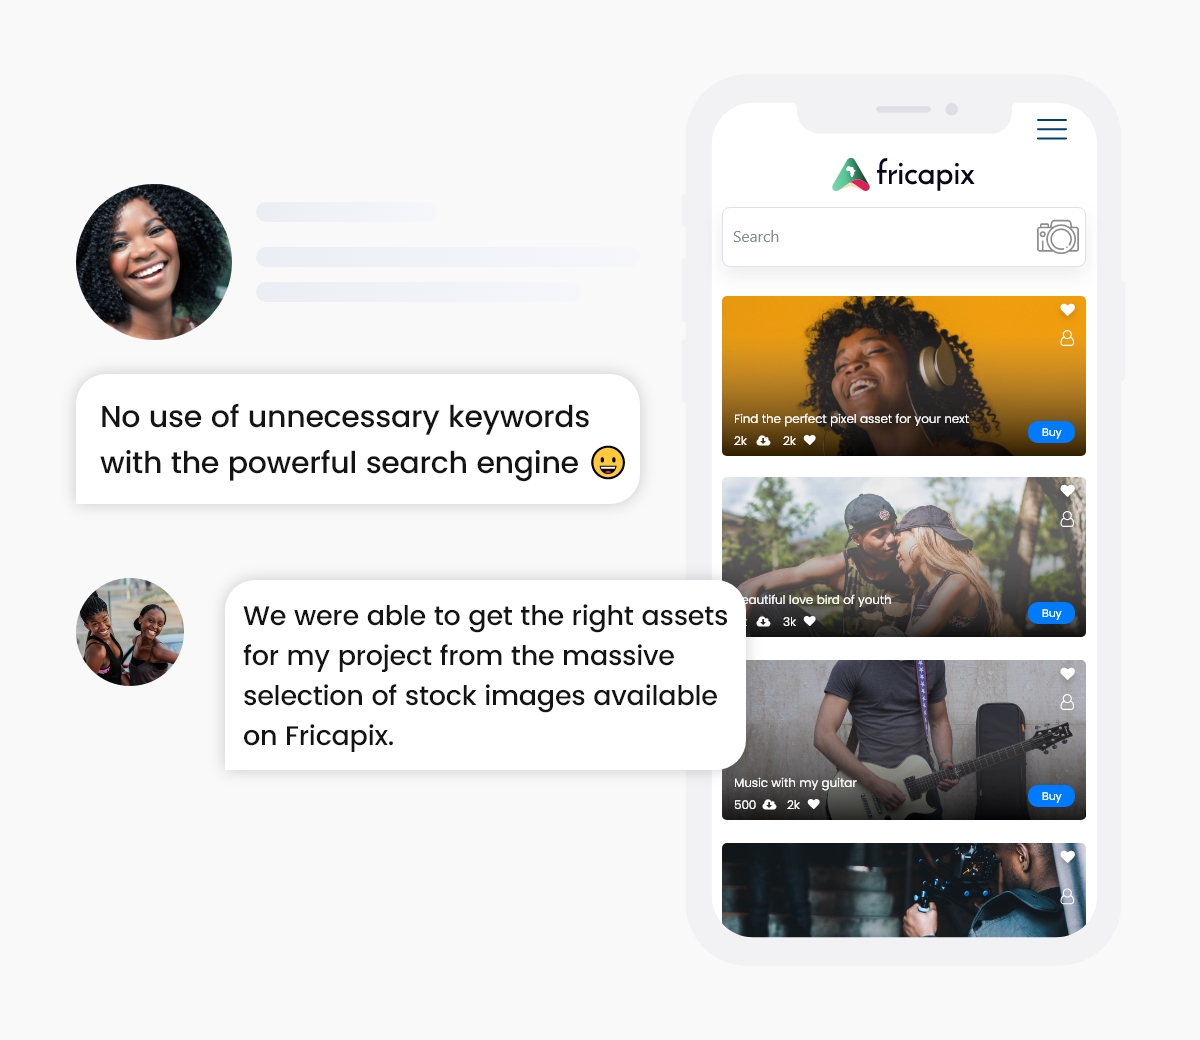 fricapix
Search
No use of unnecessary keywords
with the powerful search engine 😀
We were able to get the right assets
for my project from the massive
selection of stock images available
on Fricapix.
Find the perfect pixel asset for your next
2k 2k
Buy
eautiful love bird of youth
3k
Buy
Music with my guitar
500 2k
Buy